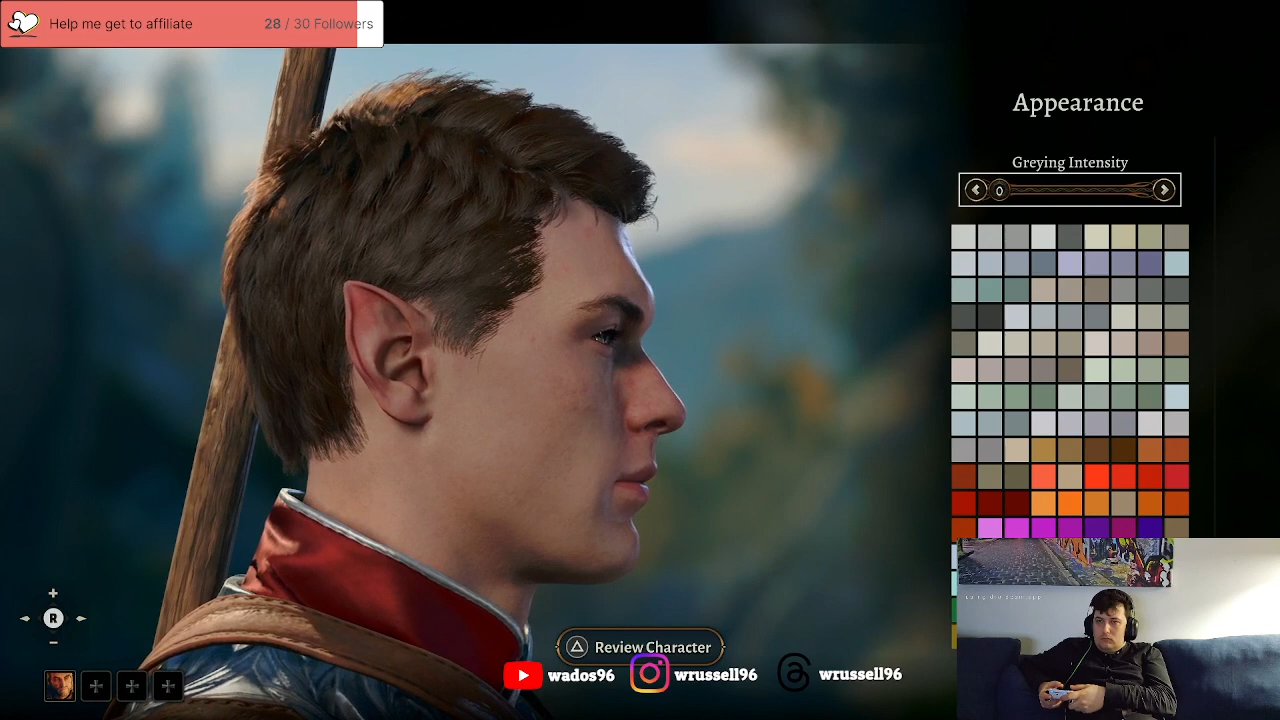 Help me get to affiliate 28 / 30 Followers
Appearance
Greying Intensity
0
R
Review Character
wados96 wrussell96 wrussell96